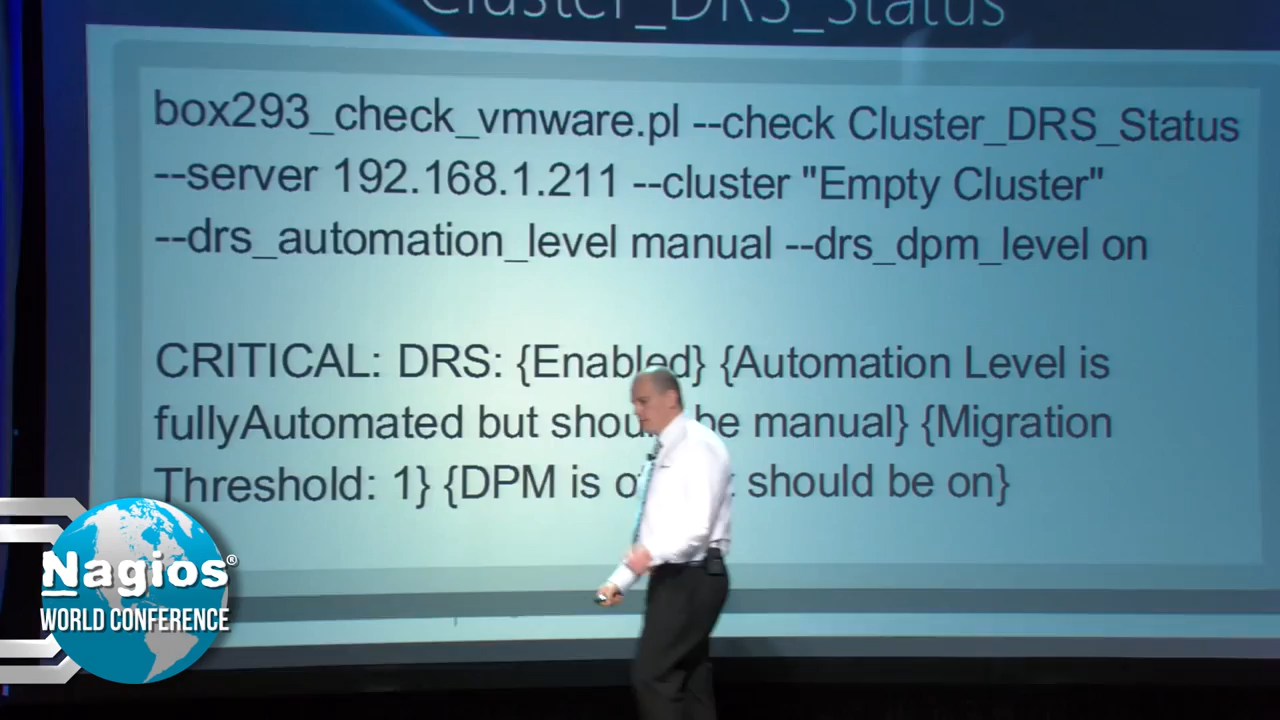 Cluster_DRS_Status
box293_check_vmware.pl --check Cluster_DRS_Status
--server 192.168.1.211 --cluster "Empty Cluster"
--drs_automation_level manual --drs_dpm_level on
CRITICAL: DRS: {Enabled} {Automation Level is
fullyAutomated but should be manual} {Migration
Threshold: 1} {DPM is should be on}
Nagios®
WORLD CONFERENCE